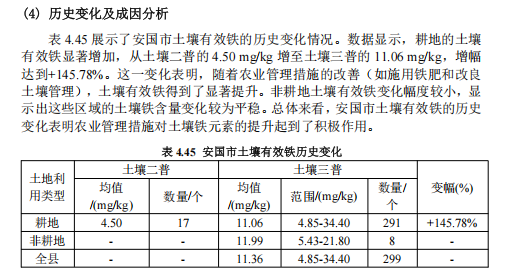 (4) 历史变化及成因分析
表 4.45 展示了安国市土壤有效铁的历史变化情况。数据显示，耕地的土壤
有效铁显著增加，从土壤二普的 4.50 mg/kg 增至土壤三普的 11.06 mg/kg，增幅
达到+145.78%。这一变化表明，随着农业管理措施的改善（如施用铁肥和改良
土壤管理），土壤有效铁得到了显著提升。非耕地土壤有效铁变化幅度较小，显
示出这些区域的土壤铁含量变化较为平稳。总体来看，安国市土壤有效铁的历史
变化表明农业管理措施对土壤铁元素的提升起到了积极作用。
表 4.45 安国市土壤有效铁历史变化
土地利用类型 土壤二普 土壤三普 变幅(%)
均值/(mg/kg) 数量/个 均值/(mg/kg) 范围/(mg/kg) 数量/个
耕地 4.50 17 11.06 4.85-34.40 291 +145.78%
非耕地 - - 11.99 5.43-21.80 8 -
全县 - - 11.36 4.85-34.40 299 -